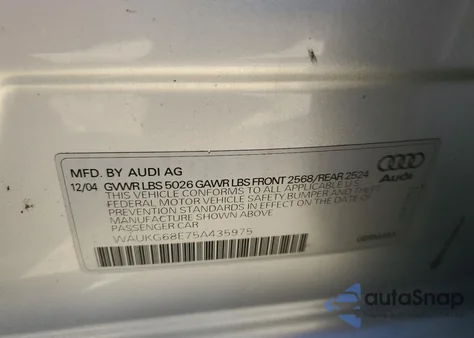 MFD. BY AUDI AG
12/04 GVWR LBS 5026 GAWR LBS FRONT 2568/REAR 2524
THIS VEHICLE CONFORMS TO ALL APPLICABLE U.S.
FEDERAL MOTOR VEHICLE SAFETY BUMPER AND THEFT
STANDARDS IN EFFECT ON THE DATE OF
MANUFACTURE SHOWN ABOVE
PASSENGER CAR
WAUKG68E75A435975
Audi
GERMANY
autoSnap